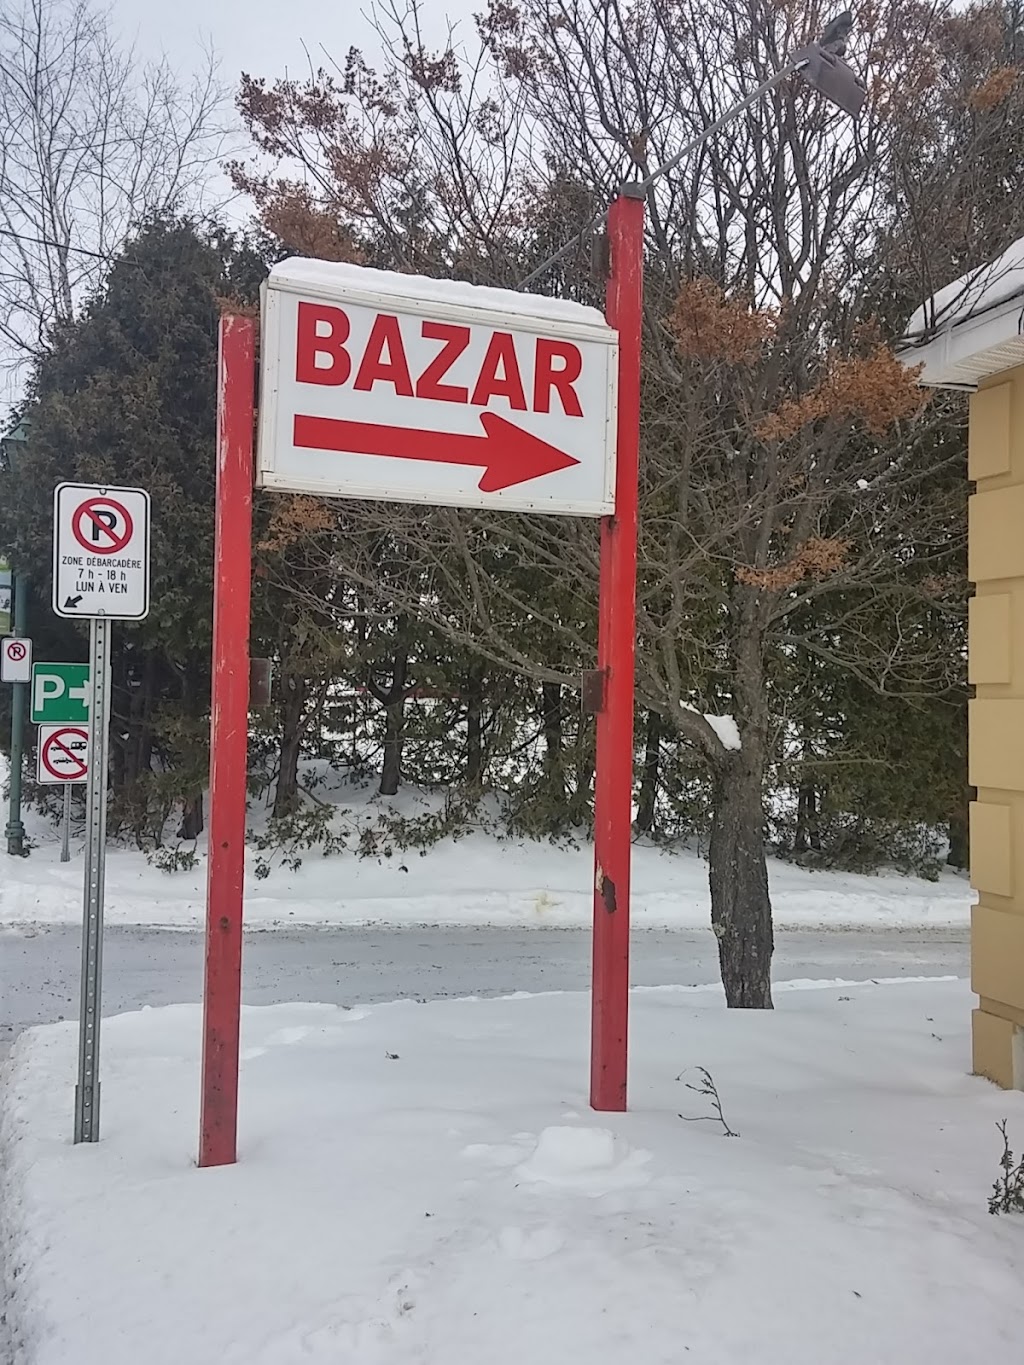 BAZAR
P
ZONE DÉBARCADÈRE
7 h - 18 h
LUN À VEN
P
P